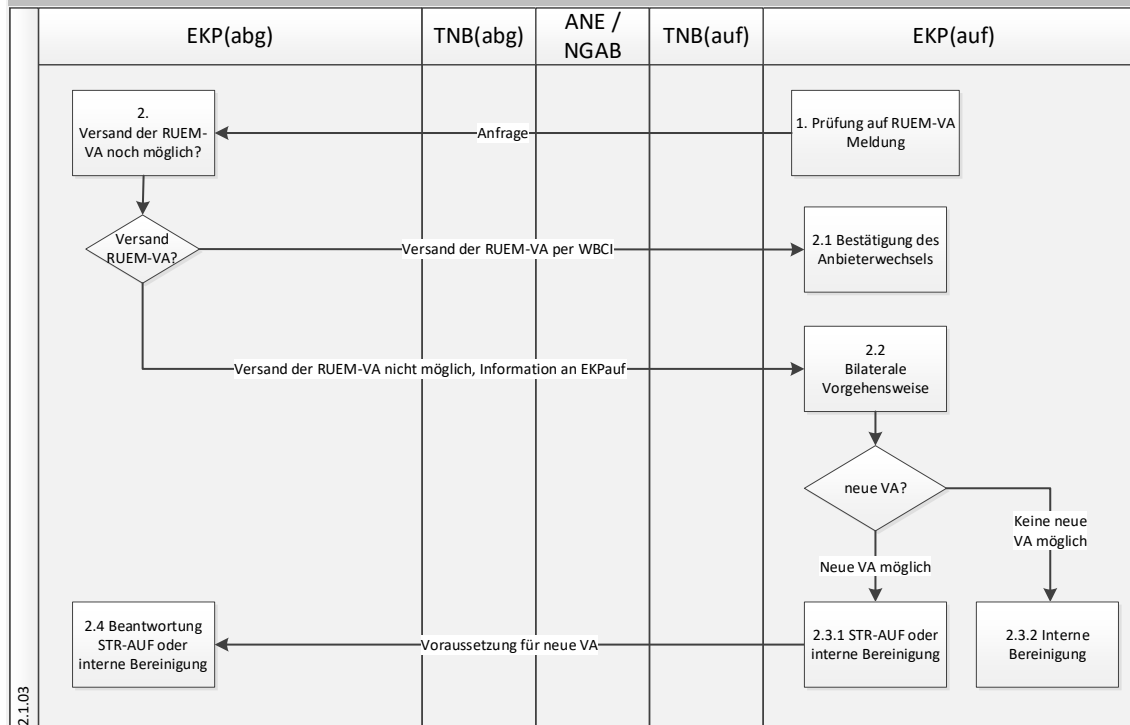 EKP(abg)
TNB(abg)
ANE /
NGAB
TNB(auf)
EKP(auf)
2.
Versand der RUEM-
VA noch möglich?
Anfrage
1. Prüfung auf RUEM-VA
Meldung
Versand
RUEM-VA?
Versand der RUEM-VA per WBCI
2.1 Bestätigung des
Anbieterwechsels
Versand der RUEM-VA nicht möglich, Information an EKPauf
2.2
Bilaterale
Vorgehensweise
neue VA?
Keine neue
VA möglich
Neue VA möglich
2.4 Beantwortung
STR-AUF oder
interne Bereinigung
Voraussetzung für neue VA
2.3.1 STR-AUF oder
interne Bereinigung
2.3.2 Interne
Bereinigung
2.1.03